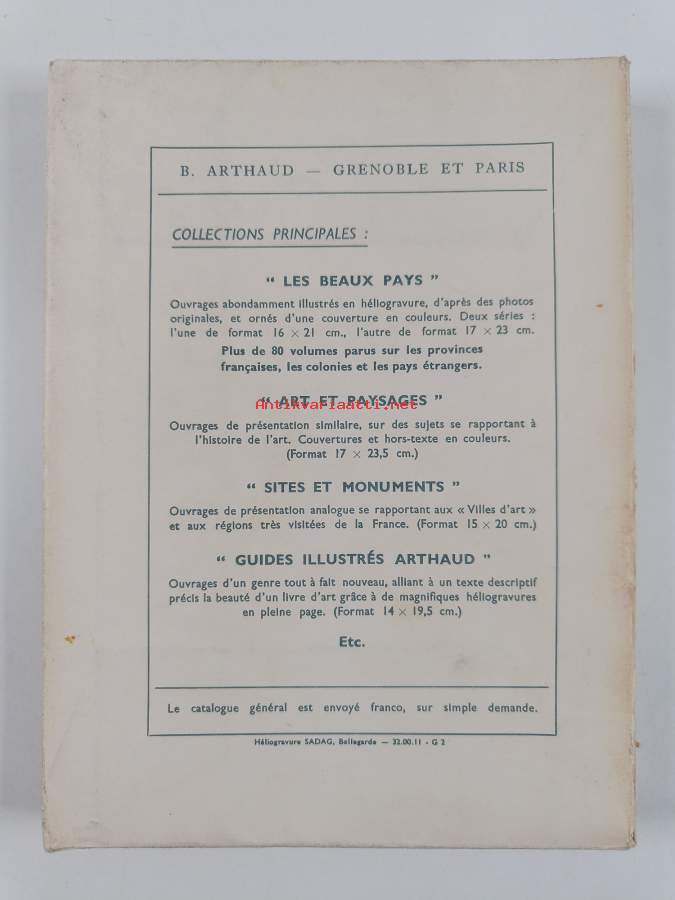 B. ARTHAUD — GRENOBLE ET PARIS
COLLECTIONS PRINCIPALES :
“ LES BEAUX PAYS ”
Ouvrages abondamment illustrés en héliogravure, d'après des photos
originales, et ornés d'une couverture en couleurs. Deux séries :
l'une de format 16 × 21 cm., l'autre de format 17 × 23 cm.
Plus de 80 volumes parus sur les provinces
françaises, les colonies et les pays étrangers.
“ ART ET PAYSAGES ”
Antikvariaatti.net
Ouvrages de présentation similaire, sur des sujets se rapportant à
l'histoire de l'art. Couvertures et hors-texte en couleurs.
(Format 17 × 23,5 cm.)
“ SITES ET MONUMENTS ”
Ouvrages de présentation analogue se rapportant aux « Villes d'art »
et aux régions très visitées de la France. (Format 15 × 20 cm.)
“ GUIDES ILLUSTRÉS ARTHAUD ”
Ouvrages d'un genre tout à fait nouveau, alliant à un texte descriptif
précis la beauté d'un livre d'art grâce à de magnifiques héliogravures
en pleine page. (Format 14 × 19,5 cm.)
Etc.
Le catalogue général est envoyé franco, sur simple demande.
Héliogravure SADAG, Bellegarde — 32.00.11 - G 2